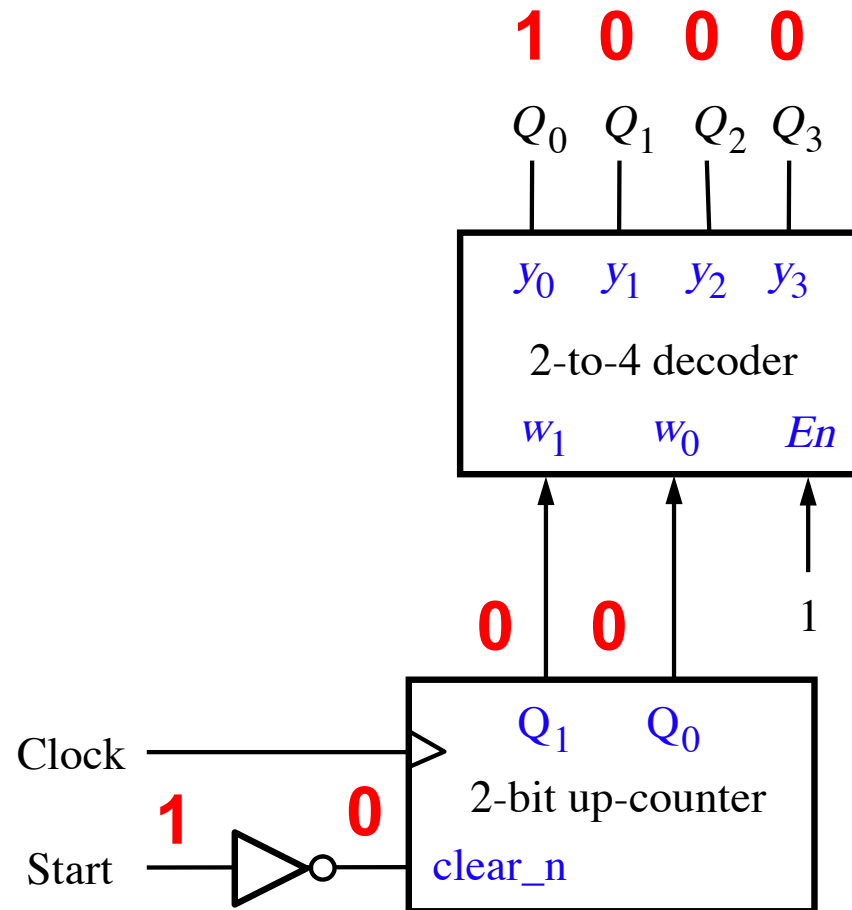 1 0 0 0
Q0 Q1 Q2 Q3
y0 y1 y2 y3
2-to-4 decoder
w1 w0 En
0 0 1
Q1 Q0
Clock
2-bit up-counter
1 0
Start clear_n